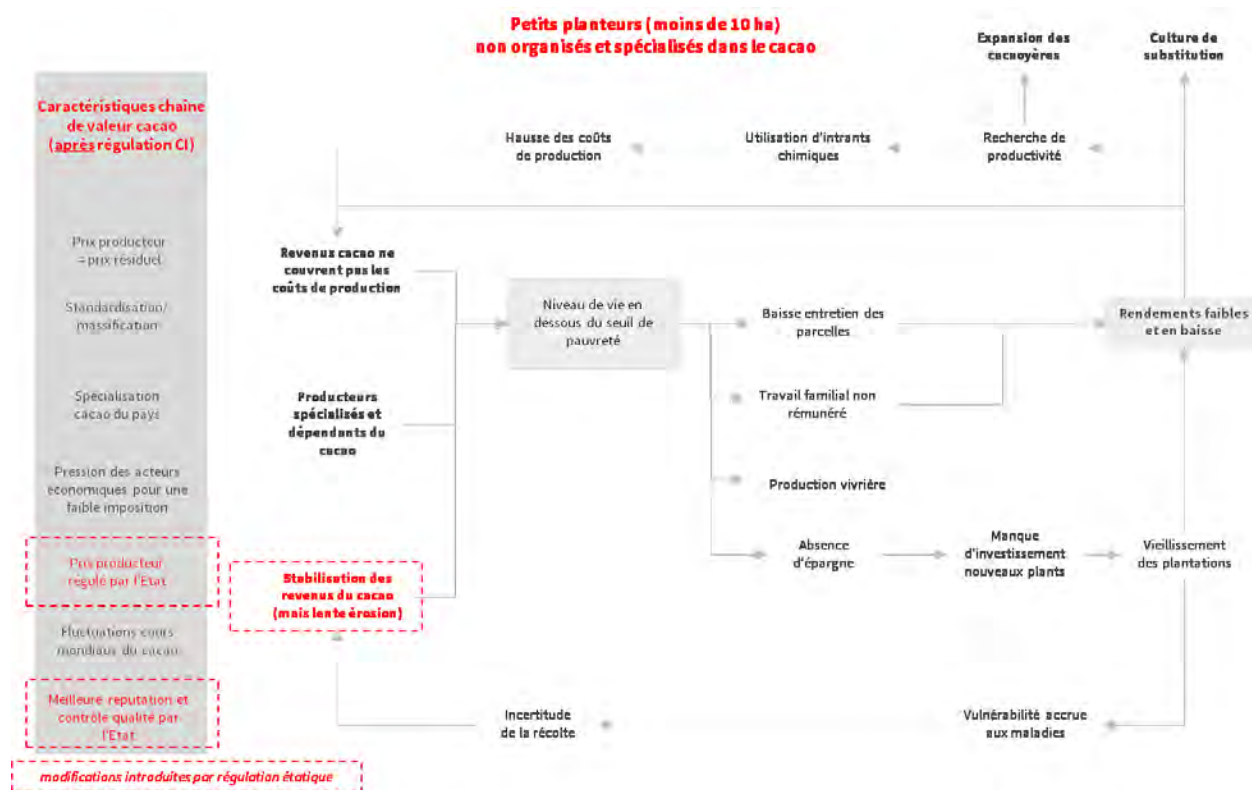 Petits planteurs (moins de 10 ha)
non organisés et spécialisés dans le cacao
Expansion des
cacaoyères
Culture de
substitution
Caractéristiques chaîne
de valeur cacao
(après régulation CI)
Hausse des coûts
de production
Utilisation d'intrants
chimiques
Recherche de
productivité
Prix producteur
= prix résiduel
Revenus cacao ne
couvrent pas les
coûts de production
Standardisation/
massification
Niveau de vie en
dessous du seuil de
pauvreté
Baisse entretien des
parcelles
Rendements faibles
et en baisse
Spécialisation
cacao du pays
Producteurs
spécialisés et
dépendants du
cacao
Travail familial non
rémunéré
Pression des acteurs
économiques pour une
faible imposition
Production vivrière
Prix producteur
régulé par l'Etat
Stabilisation des
revenus du cacao
(mais lente érosion)
Absence
d'épargne
Manque
d'investissement
nouveaux plants
Vieillissement
des plantations
Fluctuations cours
mondiaux du cacao
Meilleure reputation et
contrôle qualité par
l'Etat
Incertitude
de la récolte
Vulnérabilité accrue
aux maladies
modifications introduites par régulation étatique